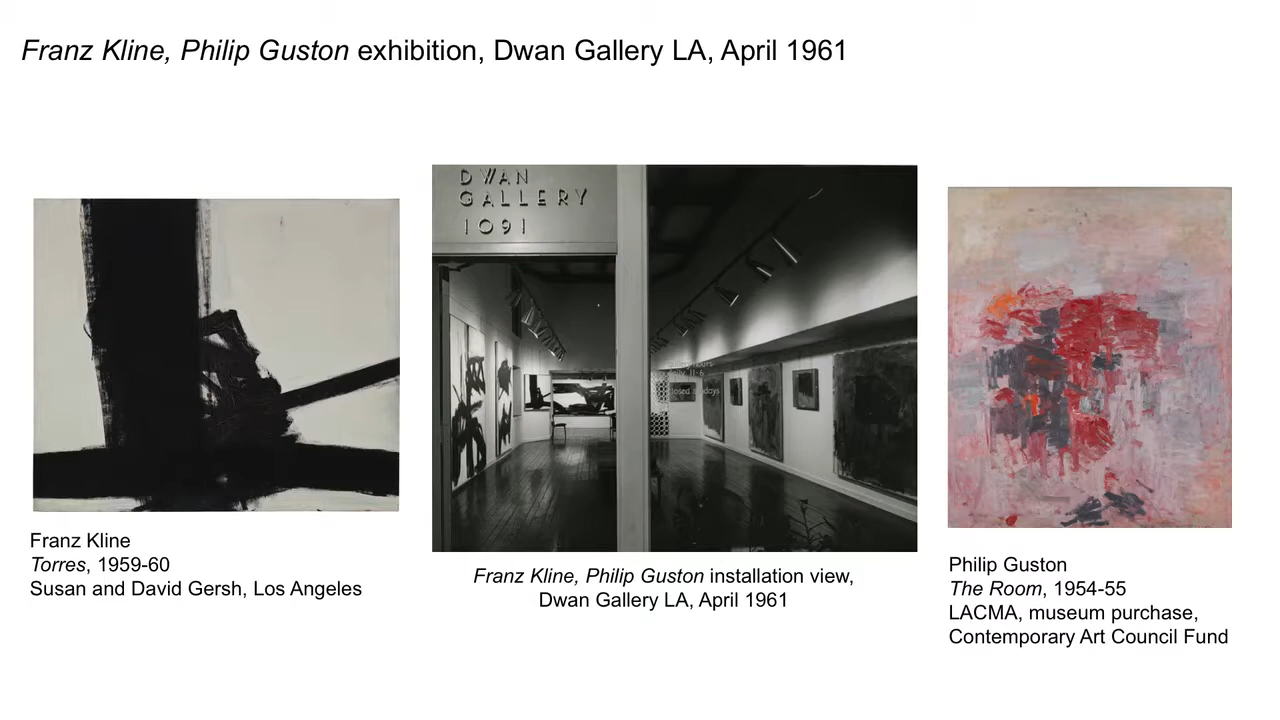 Franz Kline, Philip Guston exhibition, Dwan Gallery LA, April 1961
DWAN
GALLERY
1091
closed
Franz Kline
Torres, 1959-60
Susan and David Gersh, Los Angeles
Franz Kline, Philip Guston installation view,
Dwan Gallery LA, April 1961
Philip Guston
The Room, 1954-55
LACMA, museum purchase,
Contemporary Art Council Fund